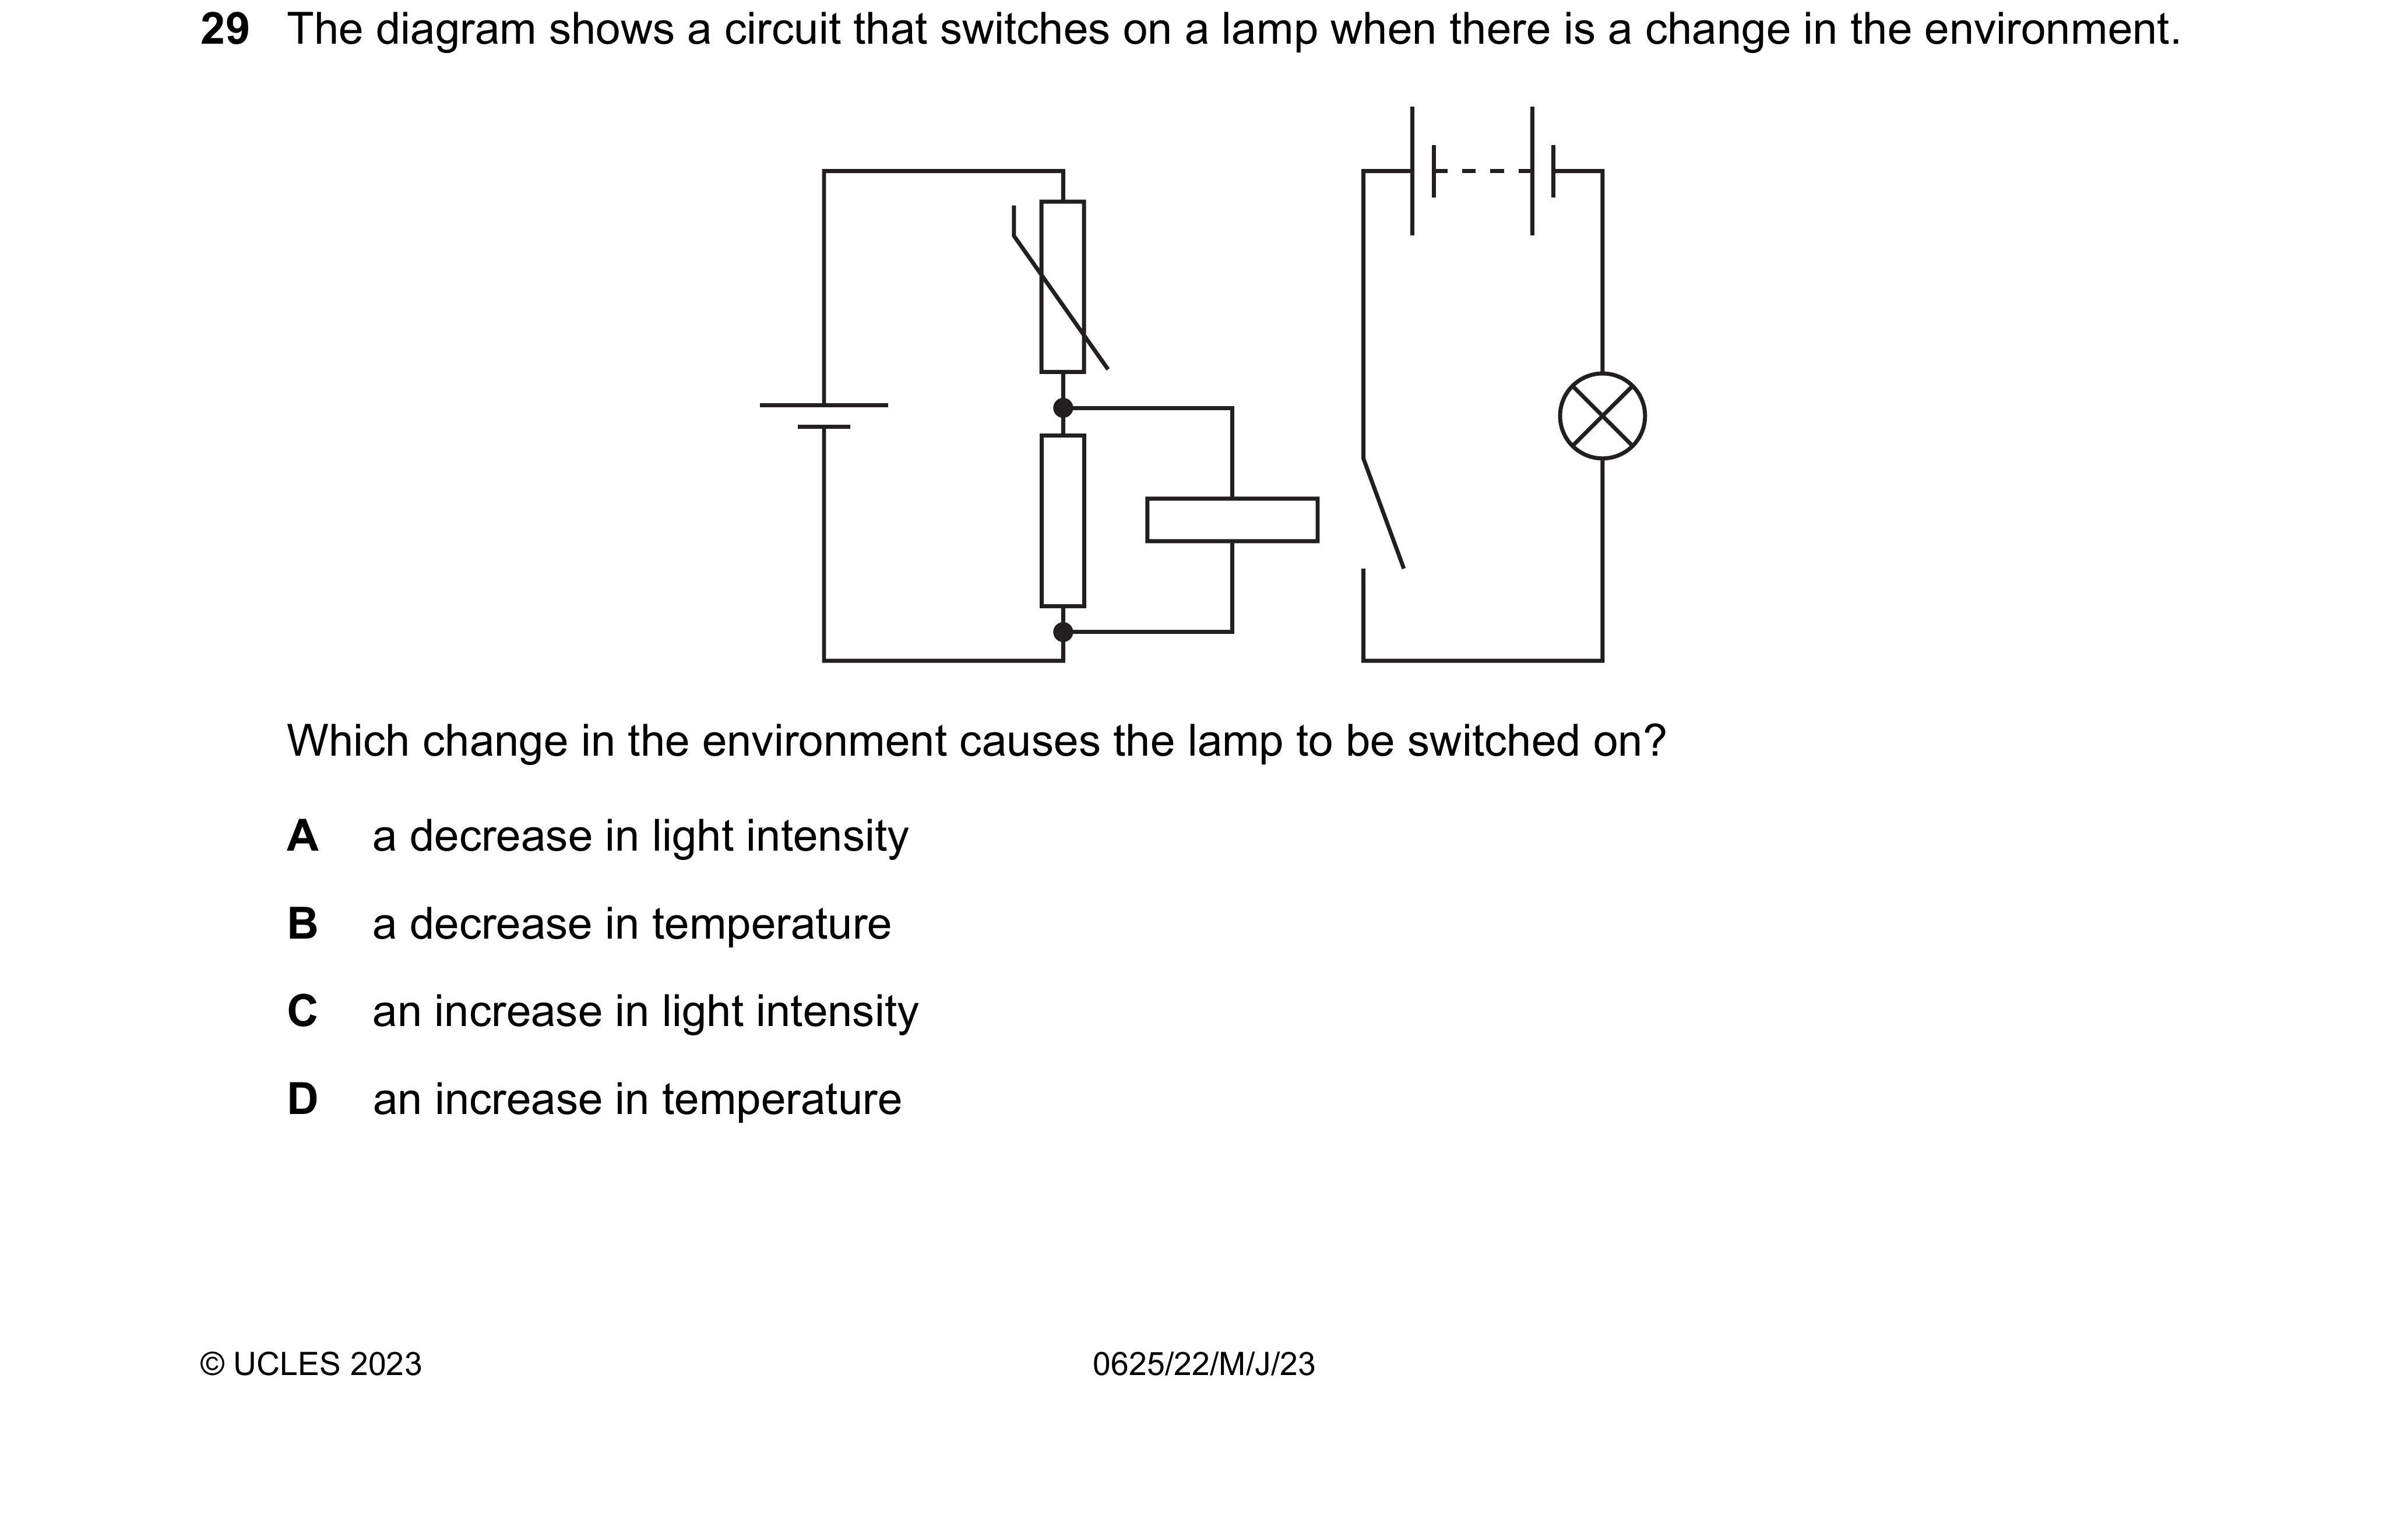 29 The diagram shows a circuit that switches on a lamp when there is a change in the environment.
Which change in the environment causes the lamp to be switched on?
A a decrease in light intensity
B a decrease in temperature
C an increase in light intensity
D an increase in temperature
© UCLES 2023 0625/22/M/J/23